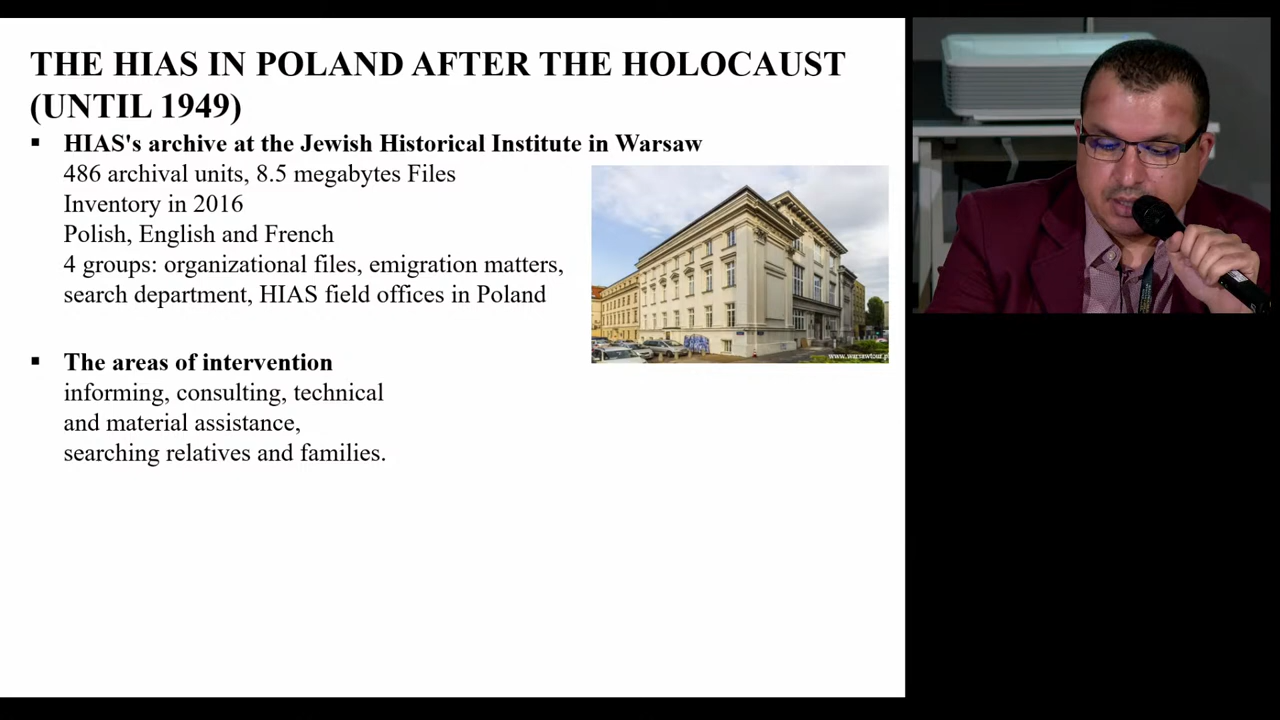 THE HIAS IN POLAND AFTER THE HOLOCAUST
(UNTIL 1949)
▪ HIAS's archive at the Jewish Historical Institute in Warsaw
486 archival units, 8.5 megabytes Files
Inventory in 2016
Polish, English and French
4 groups: organizational files, emigration matters,
search department, HIAS field offices in Poland
www.warsawtour.pl
▪ The areas of intervention
informing, consulting, technical
and material assistance,
searching relatives and families.